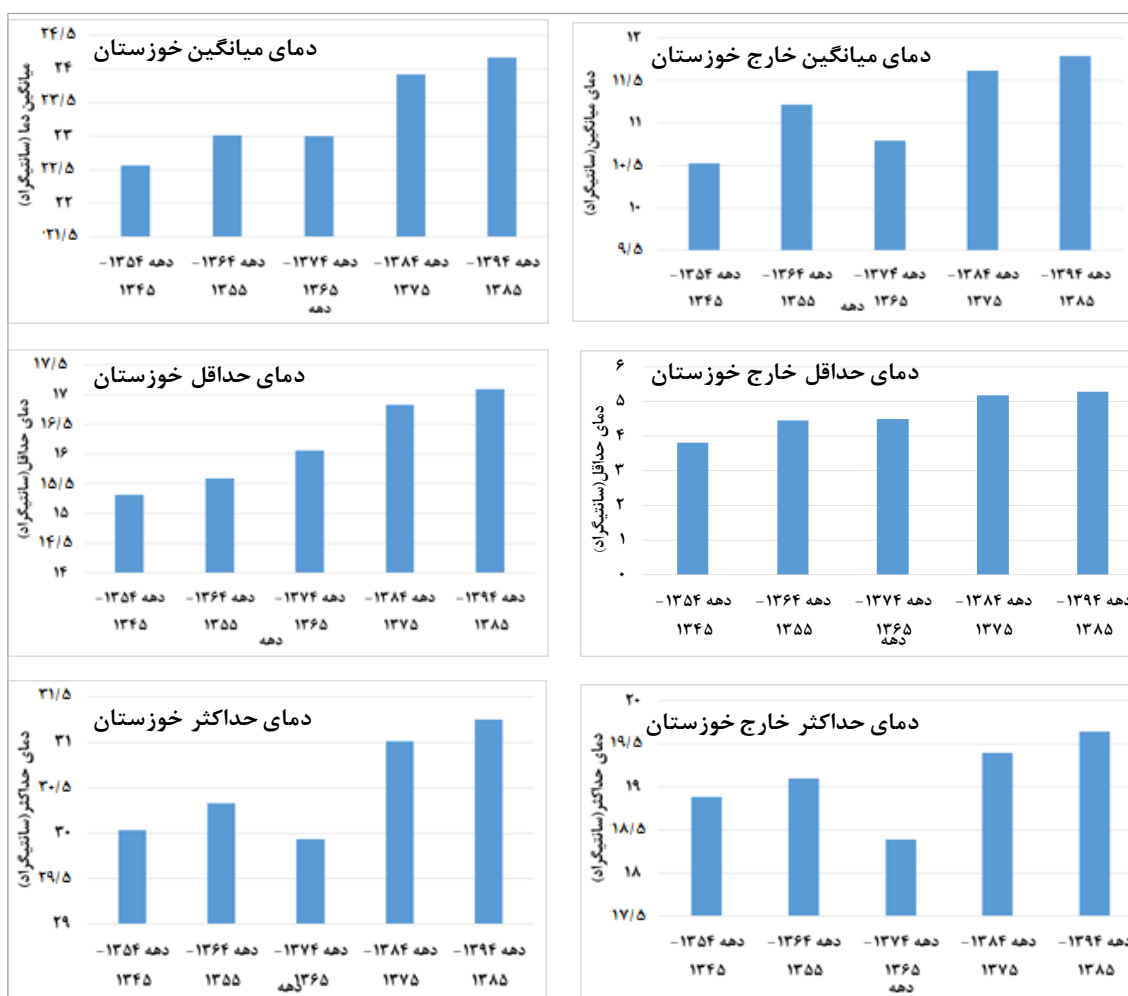 دمای میانگین خارج خوزستان
دمای میانگین(سانتیگراد)
۱۲
۱۱/۵
۱۱
۱۰/۵
۱۰
۹/۵
دهه ۱۳۵۴- دهه ۱۳۶۴- دهه ۱۳۷۴- دهه ۱۳۸۴- دهه ۱۳۹۴-
۱۳۴۵ ۱۳۵۵ ۱۳۶۵ ۱۳۷۵ ۱۳۸۵
دهه
دمای میانگین خوزستان
میانگین دما (سانتیگراد)
۲۴/۵
۲۴
۲۳/۵
۲۳
۲۲/۵
۲۲
۲۱/۵
دهه ۱۳۵۴- دهه ۱۳۶۴- دهه ۱۳۷۴- دهه ۱۳۸۴- دهه ۱۳۹۴-
۱۳۴۵ ۱۳۵۵ ۱۳۶۵ ۱۳۷۵ ۱۳۸۵
دهه
دمای حداقل خارج خوزستان
دمای حداقل(سانتیگراد)
۶
۵
۴
۳
۲
۱
۰
دهه ۱۳۵۴- دهه ۱۳۶۴- دهه ۱۳۷۴- دهه ۱۳۸۴- دهه ۱۳۹۴-
۱۳۴۵ ۱۳۵۵ ۱۳۶۵ ۱۳۷۵ ۱۳۸۵
دهه
دمای حداقل خوزستان
دمای حداقل(سانتیگراد)
۱۷/۵
۱۷
۱۶/۵
۱۶
۱۵/۵
۱۵
۱۴/۵
۱۴
دهه ۱۳۵۴- دهه ۱۳۶۴- دهه ۱۳۷۴- دهه ۱۳۸۴- دهه ۱۳۹۴-
۱۳۴۵ ۱۳۵۵ ۱۳۶۵ ۱۳۷۵ ۱۳۸۵
دهه
دمای حداکثر خارج خوزستان
دمای حداکثر(سانتیگراد)
۲۰
۱۹/۵
۱۹
۱۸/۵
۱۸
۱۷/۵
دهه ۱۳۵۴- دهه ۱۳۶۴- دهه ۱۳۷۴- دهه ۱۳۸۴- دهه ۱۳۹۴-
۱۳۴۵ ۱۳۵۵ ۱۳۶۵ ۱۳۷۵ ۱۳۸۵
دهه
دمای حداکثر خوزستان
دمای حداکثر(سانتیگراد)
۳۱/۵
۳۱
۳۰/۵
۳۰
۲۹/۵
۲۹
دهه ۱۳۵۴- دهه ۱۳۶۴- دهه ۱۳۷۴- دهه ۱۳۸۴- دهه ۱۳۹۴-
۱۳۴۵ ۱۳۵۵ ۱۳۶۵ ۱۳۷۵ ۱۳۸۵
دهه